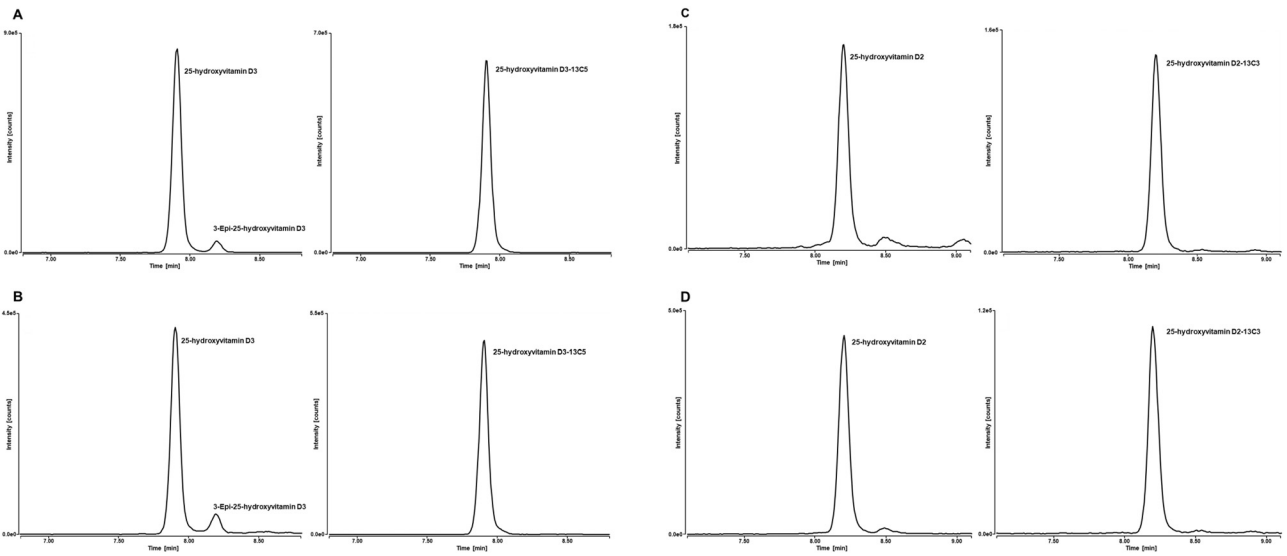 A
9.0e5
25-hydroxyvitamin D3
3-Epi-25-hydroxyvitamin D3
Intensity [counts]
0.0e0
7.00
7.50
8.00
8.50
Time [min]
7.0e5
25-hydroxyvitamin D3-13C5
Intensity [counts]
0.0e0
7.00
7.50
8.00
8.50
Time [min]
B
4.5e5
25-hydroxyvitamin D3
3-Epi-25-hydroxyvitamin D3
Intensity [counts]
0.0e0
7.00
7.50
8.00
8.50
Time [min]
5.5e5
25-hydroxyvitamin D3-13C5
Intensity [counts]
0.0e0
7.00
7.50
8.00
8.50
Time [min]
C
1.8e5
25-hydroxyvitamin D2
Intensity [counts]
0.0e0
7.50
8.00
8.50
9.00
Time [min]
1.6e5
25-hydroxyvitamin D2-13C3
Intensity [counts]
0.0e0
7.50
8.00
8.50
9.00
Time [min]
D
5.0e5
25-hydroxyvitamin D2
Intensity [counts]
0.0e0
7.50
8.00
8.50
9.00
Time [min]
1.2e5
25-hydroxyvitamin D2-13C3
Intensity [counts]
0.0e0
7.50
8.00
8.50
9.00
Time [min]